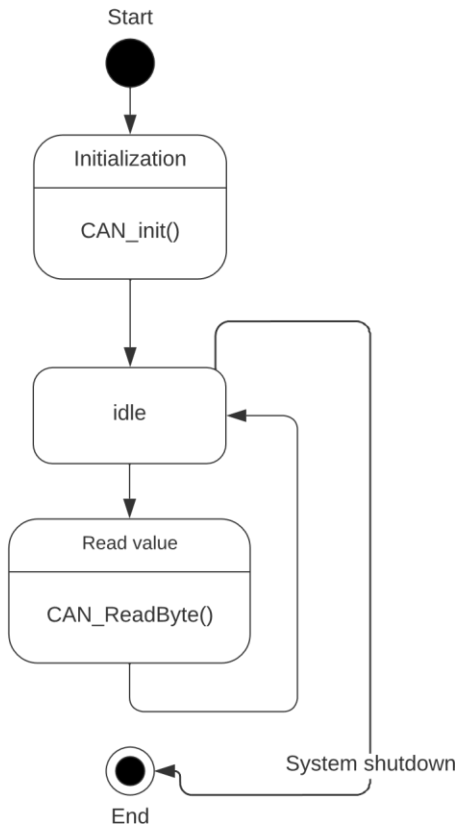 Start
Initialization
CAN_init()
idle
Read value
CAN_ReadByte()
System shutdown
End